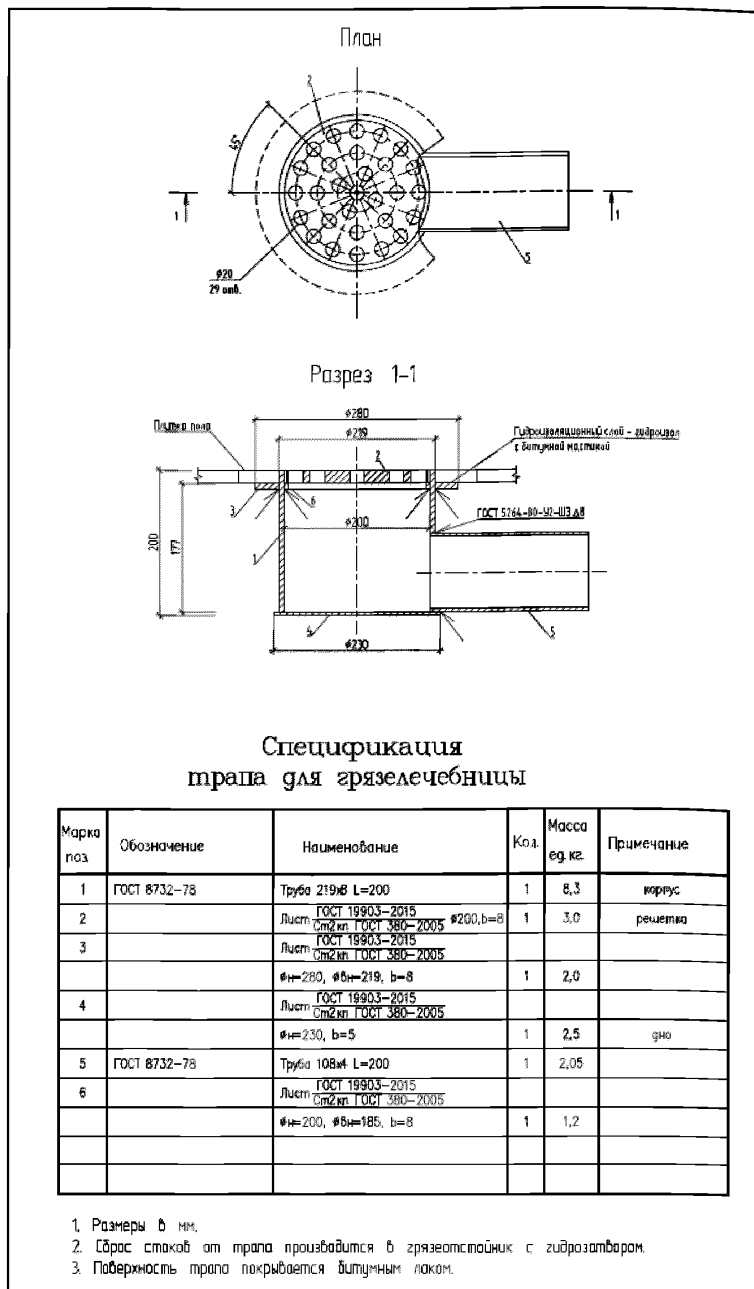 План
2
45°
1
1
5
ø20
29 отв.
Разрез 1-1
ø280
ø219
Плитка пола
2
Гидроизоляционный слой - гидроизол
с битумной мастикой
3
6
ГОСТ 5264-80-У2-Ш3 Δ8
ø200
200
177
1
4
5
ø230
Спецификация
трапа для грязелечебницы
Марка поз. Обозначение Наименование Кол. Масса ед. кг. Примечание
1 ГОСТ 8732-78 Труба 219х8 L=200 1 8,3 корпус
2 Лист ГОСТ 19903-2015 / Ст2кп ГОСТ 380-2005 ø200, b=8 1 3,0 решетка
3 Лист ГОСТ 19903-2015 / Ст2кп ГОСТ 380-2005
øн=280, øвн=219, b=8 1 2,0
4 Лист ГОСТ 19903-2015 / Ст2кп ГОСТ 380-2005
øн=230, b=5 1 2,5 дно
5 ГОСТ 8732-78 Труба 108х4 L=200 1 2,05
6 Лист ГОСТ 19903-2015 / Ст2кп ГОСТ 380-2005
øн=200, øвн=185, b=8 1 1,2
1. Размеры в мм.
2. Сброс стоков от трапа производится в грязеотстойник с гидрозатвором.
3. Поверхность трапа покрывается битумным лаком.